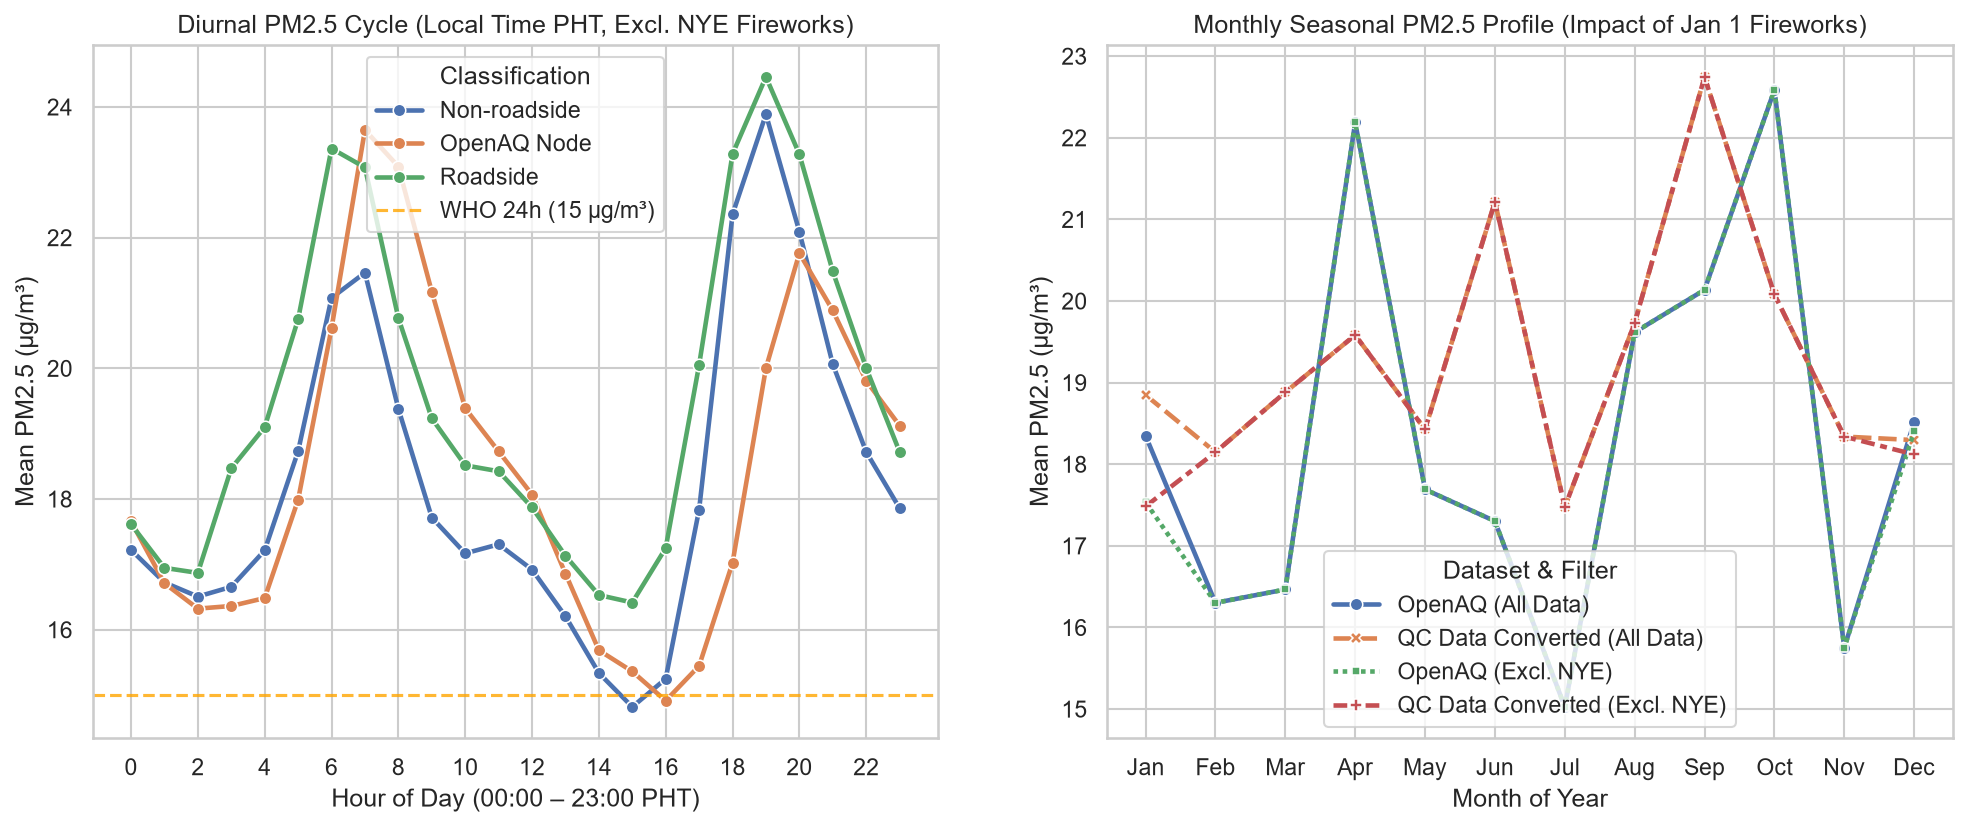 Diurnal PM2.5 Cycle (Local Time PHT, Excl. NYE Fireworks)
Mean PM2.5 (µg/m³)
24
22
20
18
16
Classification
Non-roadside
OpenAQ Node
Roadside
WHO 24h (15 µg/m³)
0 2 4 6 8 10 12 14 16 18 20 22
Hour of Day (00:00 – 23:00 PHT)
Monthly Seasonal PM2.5 Profile (Impact of Jan 1 Fireworks)
Mean PM2.5 (µg/m³)
23
22
21
20
19
18
17
16
15
Dataset & Filter
OpenAQ (All Data)
QC Data Converted (All Data)
OpenAQ (Excl. NYE)
QC Data Converted (Excl. NYE)
Jan Feb Mar Apr May Jun Jul Aug Sep Oct Nov Dec
Month of Year